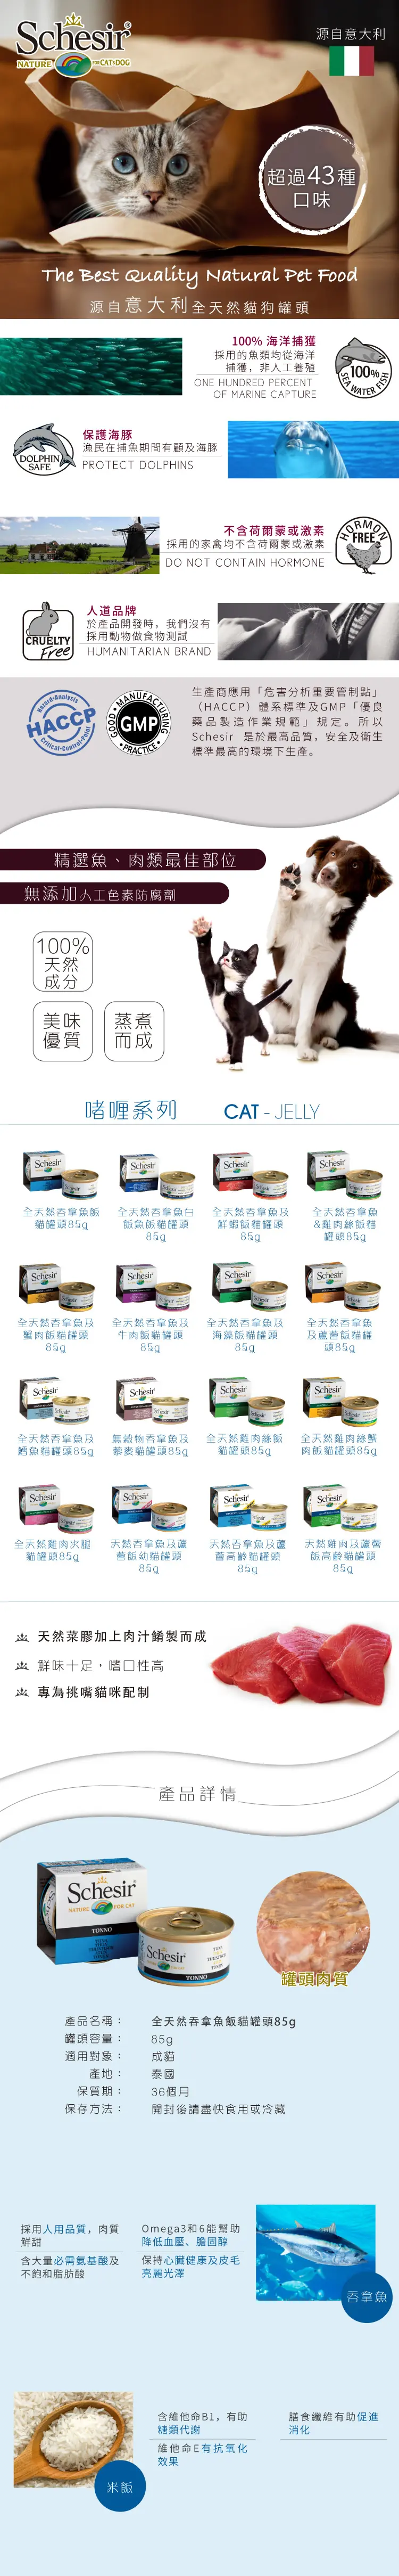 Schesir®
NATURE FOR CAT&DOG
源自意大利
超過43種
口味
The Best Quality Natural Pet Food
源自意大利全天然貓狗罐頭
100% 海洋捕獲
採用的魚類均從海洋
捕獲，非人工養殖
ONE HUNDRED PERCENT
OF MARINE CAPTURE
100%
SEA WATER FISH
DOLPHIN
SAFE
保護海豚
漁民在捕魚期間有顧及海豚
PROTECT DOLPHINS
不含荷爾蒙或激素
採用的家禽均不含荷爾蒙或激素
DO NOT CONTAIN HORMONE
HORMON
FREE
CRUELTY
Free
人道品牌
於產品開發時，我們沒有
採用動物做食物測試
HUMANITARIAN BRAND
Hazard-Analysis
HACCP
Critical-Control-Point
GOOD MANUFACTURING
GMP
PRACTICE
生產商應用「危害分析重要管制點」
（HACCP）體系標準及GMP「優良
藥品製造作業規範」規定。所以
Schesir 是於最高品質，安全及衛生
標準最高的環境下生產。
精選魚、肉類最佳部位
無添加人工色素防腐劑
100%
天然
成分
美味
優質
蒸煮
而成
啫喱系列
CAT - JELLY
全天然吞拿魚飯
貓罐頭85g
全天然吞拿魚白
飯魚飯貓罐頭
85g
全天然吞拿魚及
鮮蝦飯貓罐頭
85g
全天然吞拿魚
&雞肉絲飯貓
罐頭85g
全天然吞拿魚及
蟹肉飯貓罐頭
85g
全天然吞拿魚及
牛肉飯貓罐頭
85g
全天然吞拿魚及
海藻飯貓罐頭
85g
全天然吞拿魚
及蘆薈飯貓罐
頭85g
全天然吞拿魚及
鱈魚貓罐頭85g
無穀物吞拿魚及
藜麥貓罐頭85g
全天然雞肉絲飯
貓罐頭85g
全天然雞肉絲蟹
肉飯貓罐頭85g
全天然雞肉火腿
貓罐頭85g
天然吞拿魚及蘆
薈飯幼貓罐頭
85g
天然吞拿魚及蘆
薈高齡貓罐頭
85g
天然雞肉及蘆薈
飯高齡貓罐頭
85g
天然菜膠加上肉汁餚製而成
鮮味十足，嗜口性高
專為挑嘴貓咪配制
產品詳情
Schesir
NATURE FOR CAT
TONNO
Schesir
TONNO
罐頭肉質
產品名稱： 全天然吞拿魚飯貓罐頭85g
罐頭容量： 85g
適用對象： 成貓
產地： 泰國
保質期： 36個月
保存方法： 開封後請盡快食用或冷藏
採用人用品質，肉質
鮮甜
含大量必需氨基酸及
不飽和脂肪酸
Omega3和6能幫助
降低血壓、膽固醇
保持心臟健康及皮毛
亮麗光澤
吞拿魚
米飯
含維他命B1，有助
糖類代謝
維他命E有抗氧化
效果
膳食纖維有助促進
消化